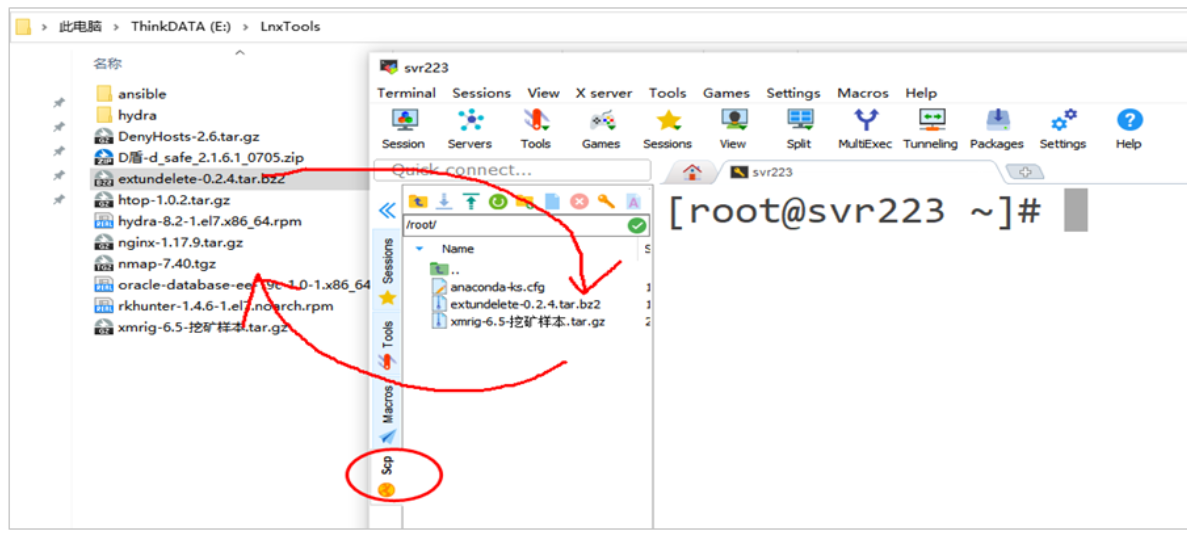 此电脑 > ThinkDATA (E:) > LnxTools
名称
ansible
hydra
DenyHosts-2.6.tar.gz
D盾-d_safe_2.1.6.1_0705.zip
extundelete-0.2.4.tar.bz2
htop-1.0.2.tar.gz
hydra-8.2-1.el7.x86_64.rpm
nginx-1.17.9.tar.gz
nmap-7.40.tgz
oracle-database-ee-19c-1.0-1.x86_64
rkhunter-1.4.6-1.el7.noarch.rpm
xmrig-6.5-挖矿样本.tar.gz
svr223
Terminal Sessions View X server Tools Games Settings Macros Help
Session Servers Tools Games Sessions View Split MultiExec Tunneling Packages Settings Help
Quick connect...
svr223
/root/
Name
..
anaconda-ks.cfg
extundelete-0.2.4.tar.bz2
xmrig-6.5-挖矿样本.tar.gz
Sessions
Tools
Macros
Scp
[root@svr223 ~]#